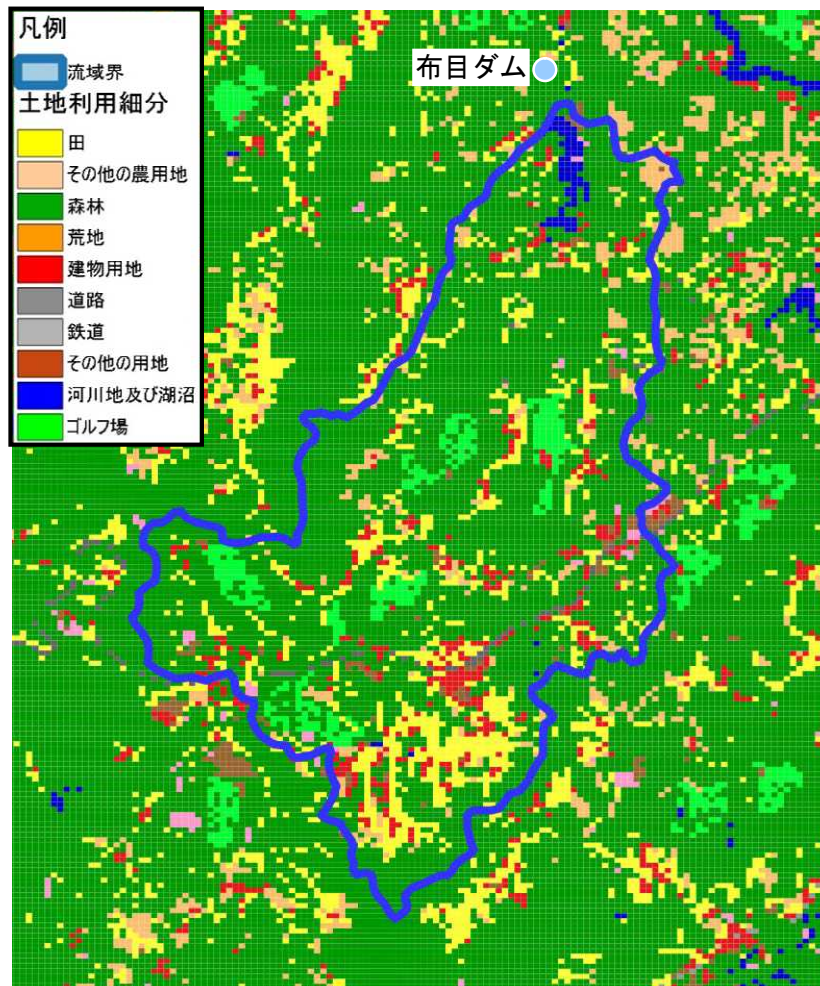 凡例
流域界
土地利用細分
田
その他の農用地
森林
荒地
建物用地
道路
鉄道
その他の用地
河川地及び湖沼
ゴルフ場
布目ダム